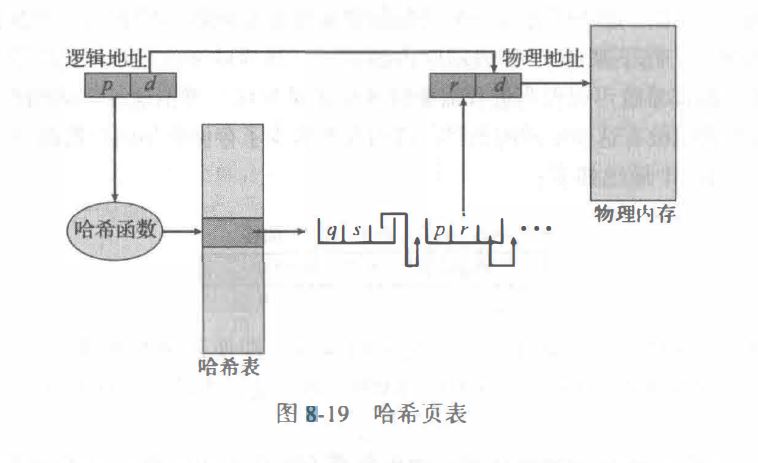 逻辑地址
物理地址
p d
r d
哈希函数
q s
p r
···
物理内存
哈希表
图 8-19 哈希页表